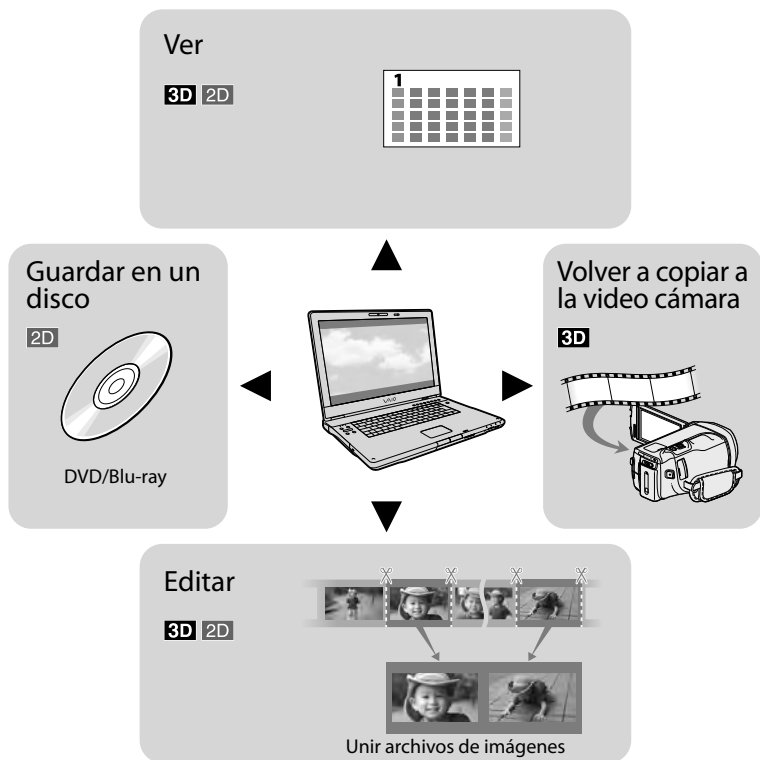 Ver
3D 2D
1
Guardar en un
disco
2D
DVD/Blu-ray
VAIO
Volver a copiar a
la video cámara
3D
Editar
3D 2D
Unir archivos de imágenes